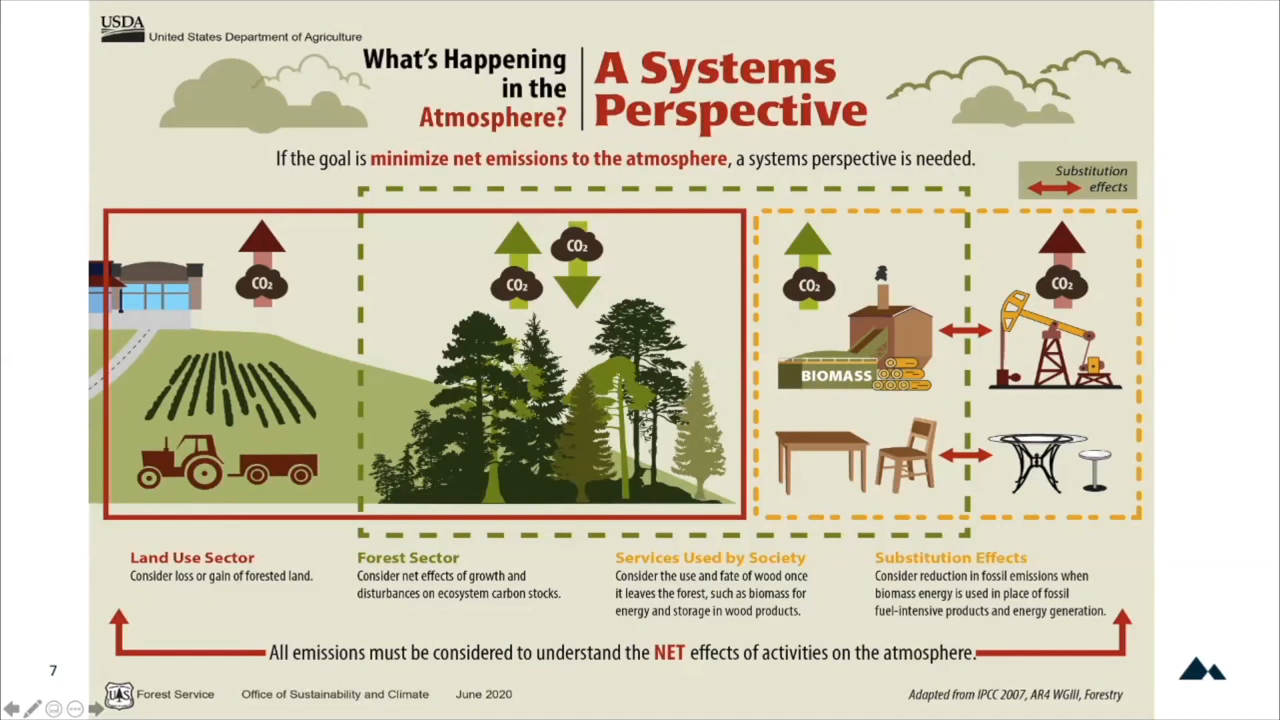 USDA
United States Department of Agriculture
What's Happening
in the
Atmosphere?
A Systems
Perspective
If the goal is minimize net emissions to the atmosphere, a systems perspective is needed.
Substitution
effects
CO₂
CO₂
CO₂
CO₂
CO₂
BIOMASS
Land Use Sector
Consider loss or gain of forested land.
Forest Sector
Consider net effects of growth and
disturbances on ecosystem carbon stocks.
Services Used by Society
Consider the use and fate of wood once
it leaves the forest, such as biomass for
energy and storage in wood products.
Substitution Effects
Consider reduction in fossil emissions when
biomass energy is used in place of fossil
fuel-intensive products and energy generation.
All emissions must be considered to understand the NET effects of activities on the atmosphere.
7
Forest Service
Office of Sustainability and Climate
June 2020
Adapted from IPCC 2007, AR4 WGIII, Forestry